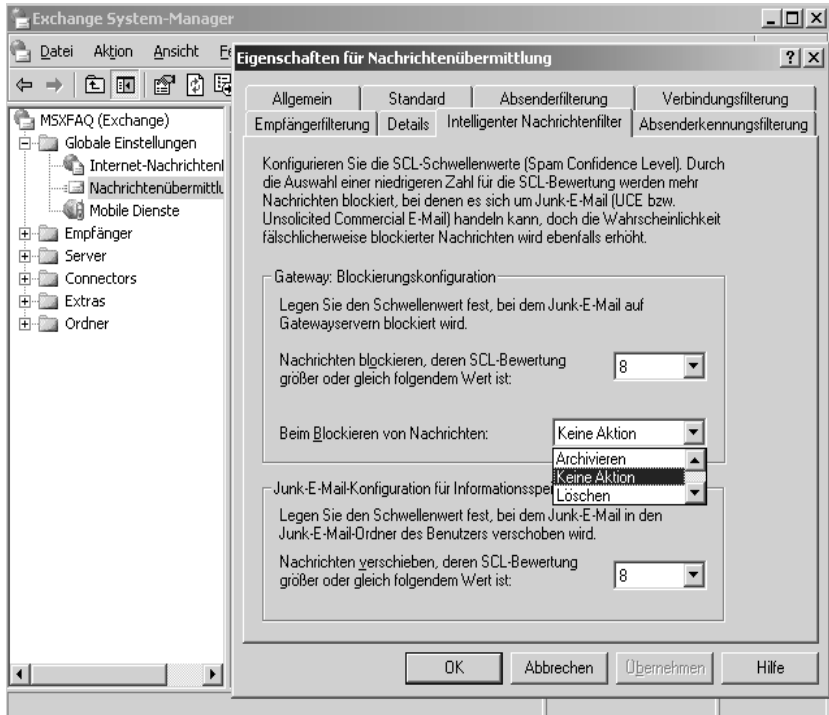 Exchange System-Manager
Datei Aktion Ansicht
Eigenschaften für Nachrichtenübermittlung
Allgemein Standard Absenderfilterung Verbindungsfilterung
Empfängerfilterung Details Intelligenter Nachrichtenfilter Absenderkennungsfilterung
MSXFAQ (Exchange)
Globale Einstellungen
Internet-Nachrichtenl
Nachrichtenübermittlu
Mobile Dienste
Empfänger
Server
Connectors
Extras
Ordner
Konfigurieren Sie die SCL-Schwellenwerte (Spam Confidence Level). Durch
die Auswahl einer niedrigeren Zahl für die SCL-Bewertung werden mehr
Nachrichten blockiert, bei denen es sich um Junk-E-Mail (UCE bzw.
Unsolicited Commercial E-Mail) handeln kann, doch die Wahrscheinlichkeit
fälschlicherweise blockierter Nachrichten wird ebenfalls erhöht.
Gateway: Blockierungskonfiguration
Legen Sie den Schwellenwert fest, bei dem Junk-E-Mail auf
Gatewayservern blockiert wird.
Nachrichten blockieren, deren SCL-Bewertung
größer oder gleich folgendem Wert ist:
8
Beim Blockieren von Nachrichten:
Keine Aktion
Archivieren
Keine Aktion
Löschen
Junk-E-Mail-Konfiguration für Informationsspe
Legen Sie den Schwellenwert fest, bei dem Junk-E-Mail in den
Junk-E-Mail-Ordner des Benutzers verschoben wird.
Nachrichten verschieben, deren SCL-Bewertung
größer oder gleich folgendem Wert ist:
8
OK Abbrechen Übernehmen Hilfe